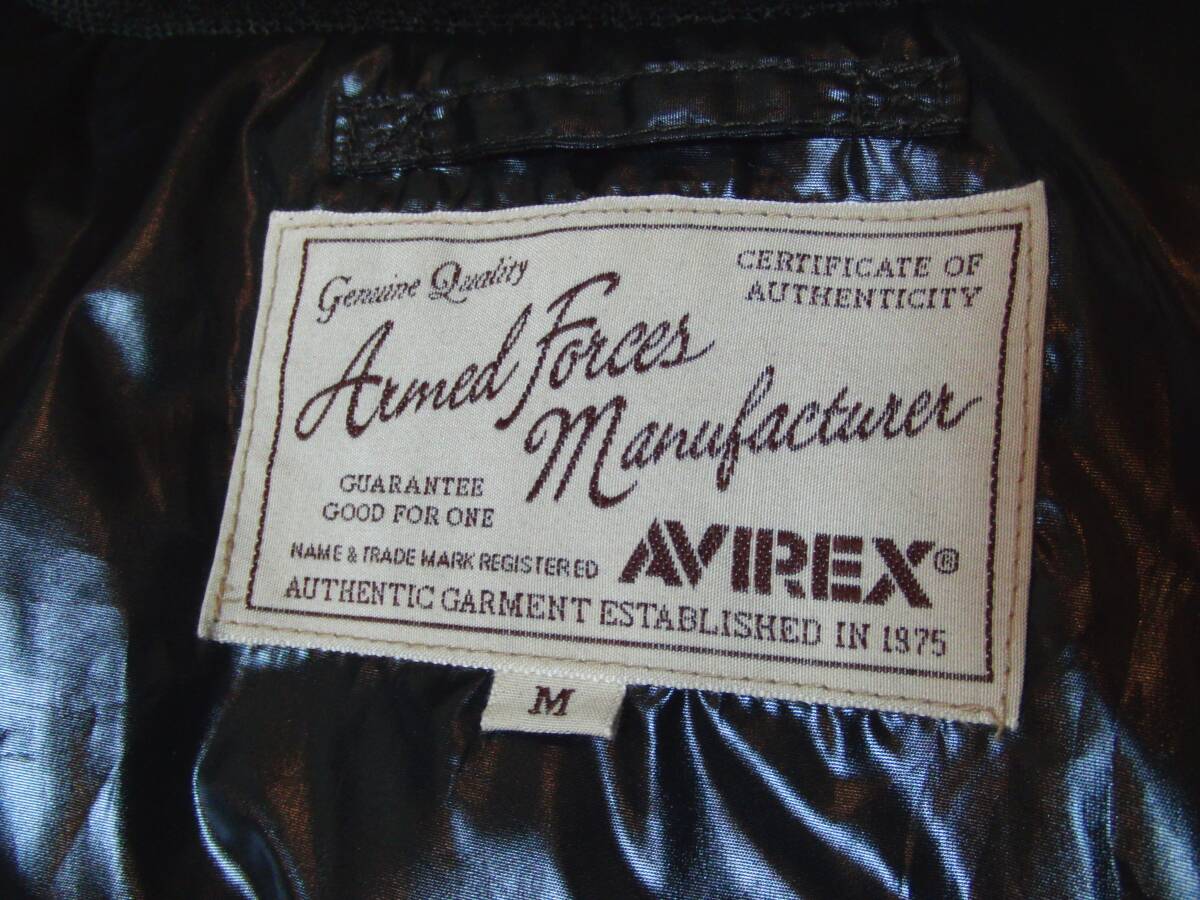 Genuine Quality
CERTIFICATE OF
AUTHENTICITY
Armed Forces
Manufacturer
GUARANTEE
GOOD FOR ONE
NAME & TRADE MARK REGISTERED
AVIREX®
AUTHENTIC GARMENT ESTABLISHED IN 1975
M